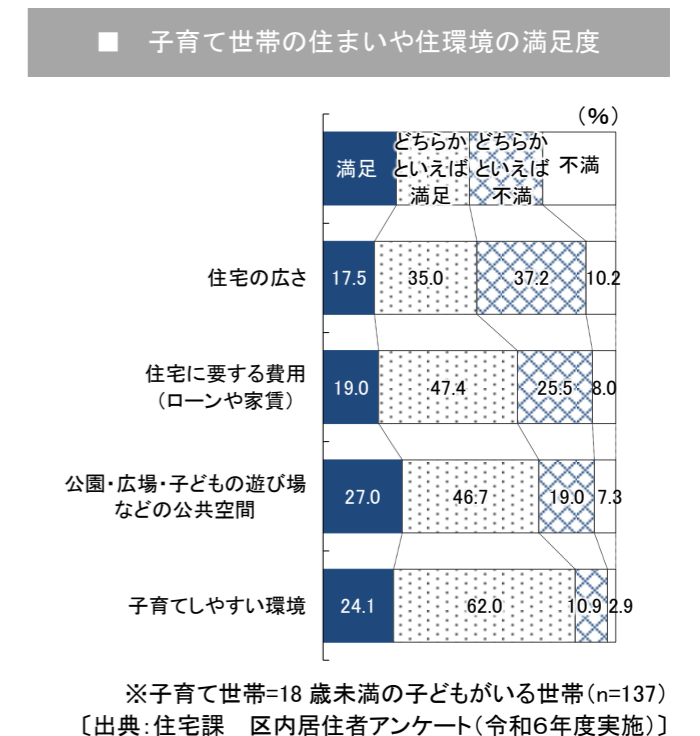 ■ 子育て世帯の住まいや住環境の満足度
(%)
満足
どちらか
といえば
満足
どちらか
といえば
不満
不満
住宅の広さ
17.5 35.0 37.2 10.2
住宅に要する費用
(ローンや家賃)
19.0 47.4 25.5 8.0
公園・広場・子どもの遊び場
などの公共空間
27.0 46.7 19.0 7.3
子育てしやすい環境
24.1 62.0 10.9 2.9
※子育て世帯=18 歳未満の子どもがいる世帯(n=137)
〔出典:住宅課 区内居住者アンケート(令和6年度実施)〕